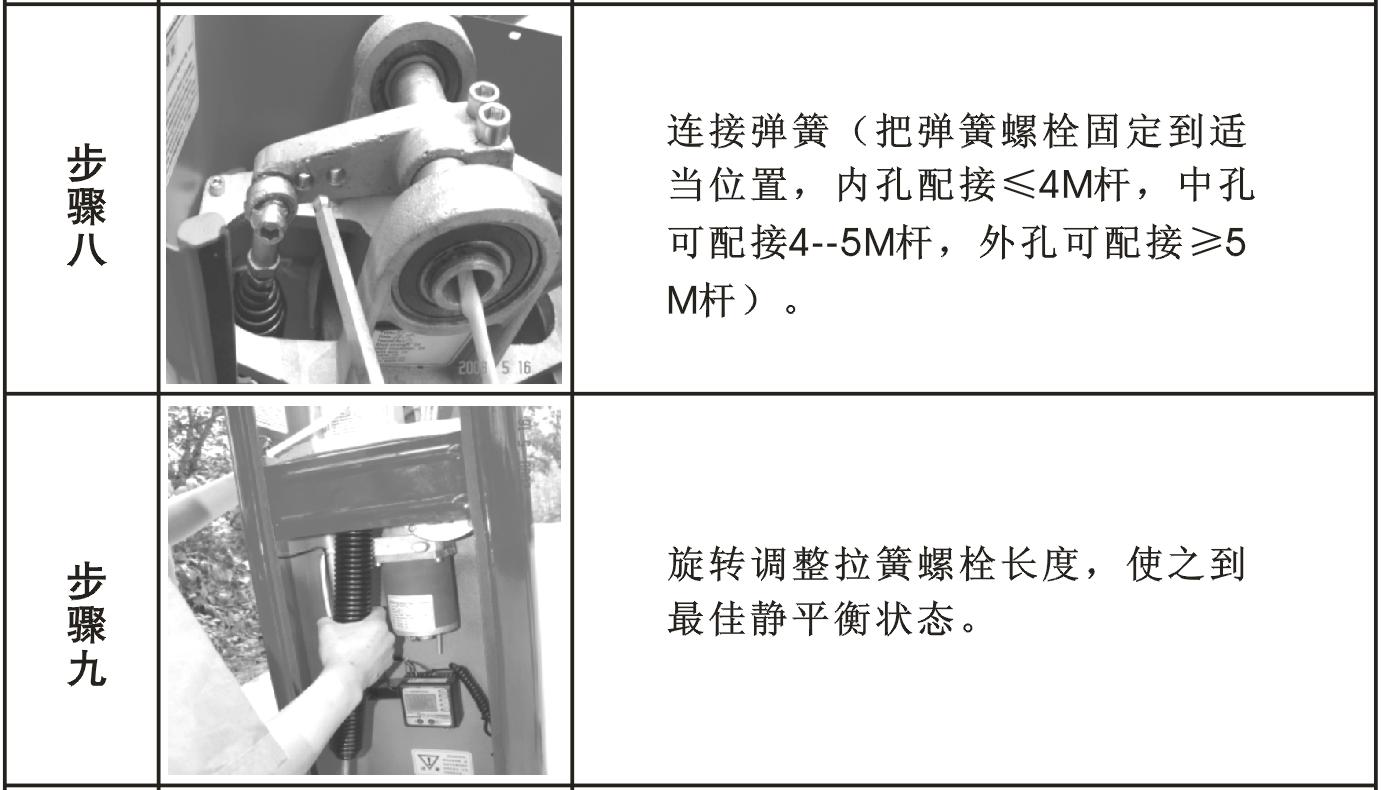 步骤八
连接弹簧（把弹簧螺栓固定到适
当位置，内孔配接≤4M杆，中孔
可配接4--5M杆，外孔可配接≥5
M杆）。
5 16
步骤九
旋转调整拉簧螺栓长度，使之到
最佳静平衡状态。